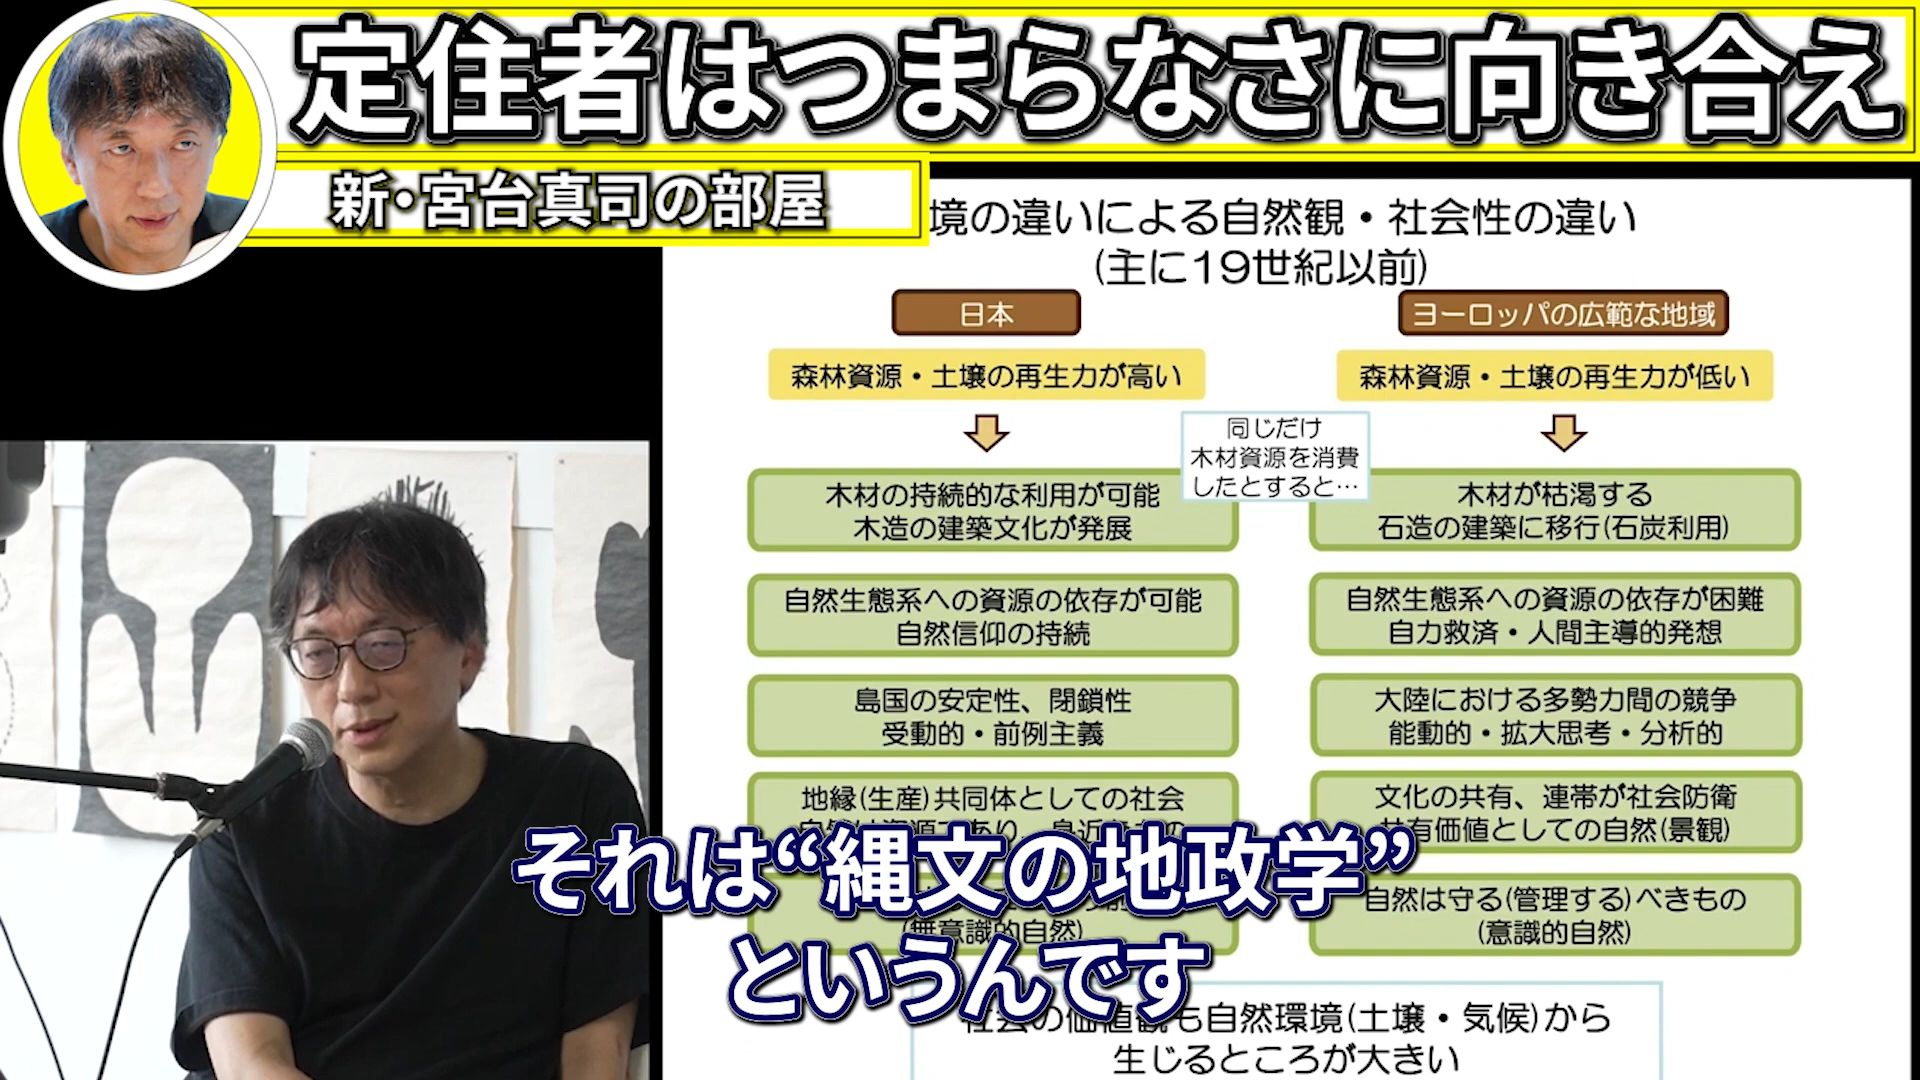 定住者はつまらなさに向き合え
新・宮台真司の部屋
境の違いによる自然観・社会性の違い
(主に19世紀以前)
日本
森林資源・土壌の再生力が高い
木材の持続的な利用が可能
木造の建築文化が発展
自然生態系への資源の依存が可能
自然信仰の持続
島国の安定性、閉鎖性
受動的・前例主義
地縁(生産)共同体としての社会
(無意識的自然)
同じだけ
木材資源を消費
したとすると…
ヨーロッパの広範な地域
森林資源・土壌の再生力が低い
木材が枯渇する
石造の建築に移行(石炭利用)
自然生態系への資源の依存が困難
自力救済・人間主導的発想
大陸における多勢力間の競争
能動的・拡大思考・分析的
文化の共有、連帯が社会防衛
共有価値としての自然(景観)
自然は守る(管理する)べきもの
(意識的自然)
社会の価値観も自然環境(土壌・気候)から
生じるところが大きい
それは“縄文の地政学”
というんです